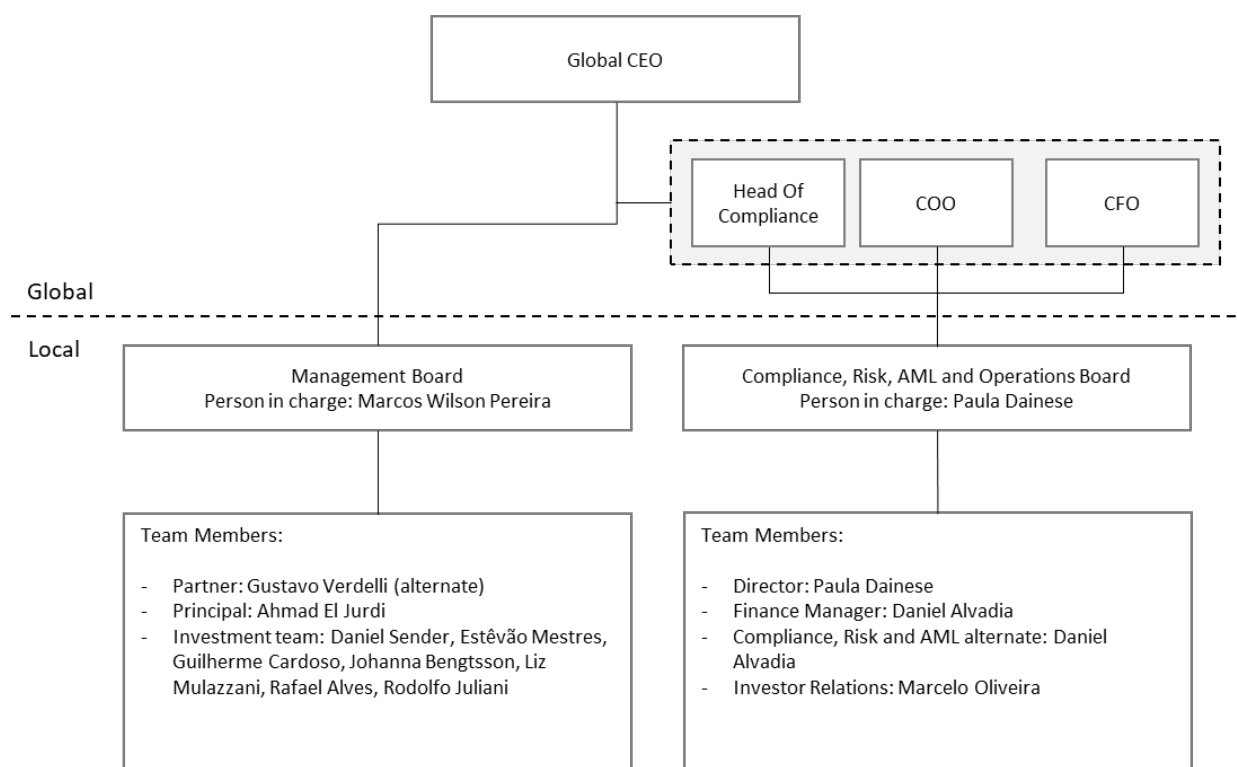 Global CEO
Head Of
Compliance
COO
CFO
Global
Local
Management Board
Person in charge: Marcos Wilson Pereira
Compliance, Risk, AML and Operations Board
Person in charge: Paula Dainese
Team Members:
- Partner: Gustavo Verdelli (alternate)
- Principal: Ahmad El Jurdi
- Investment team: Daniel Sender, Estêvão Mestres,
Guilherme Cardoso, Johanna Bengtsson, Liz
Mulazzani, Rafael Alves, Rodolfo Juliani
Team Members:
- Director: Paula Dainese
- Finance Manager: Daniel Alvadia
- Compliance, Risk and AML alternate: Daniel
Alvadia
- Investor Relations: Marcelo Oliveira